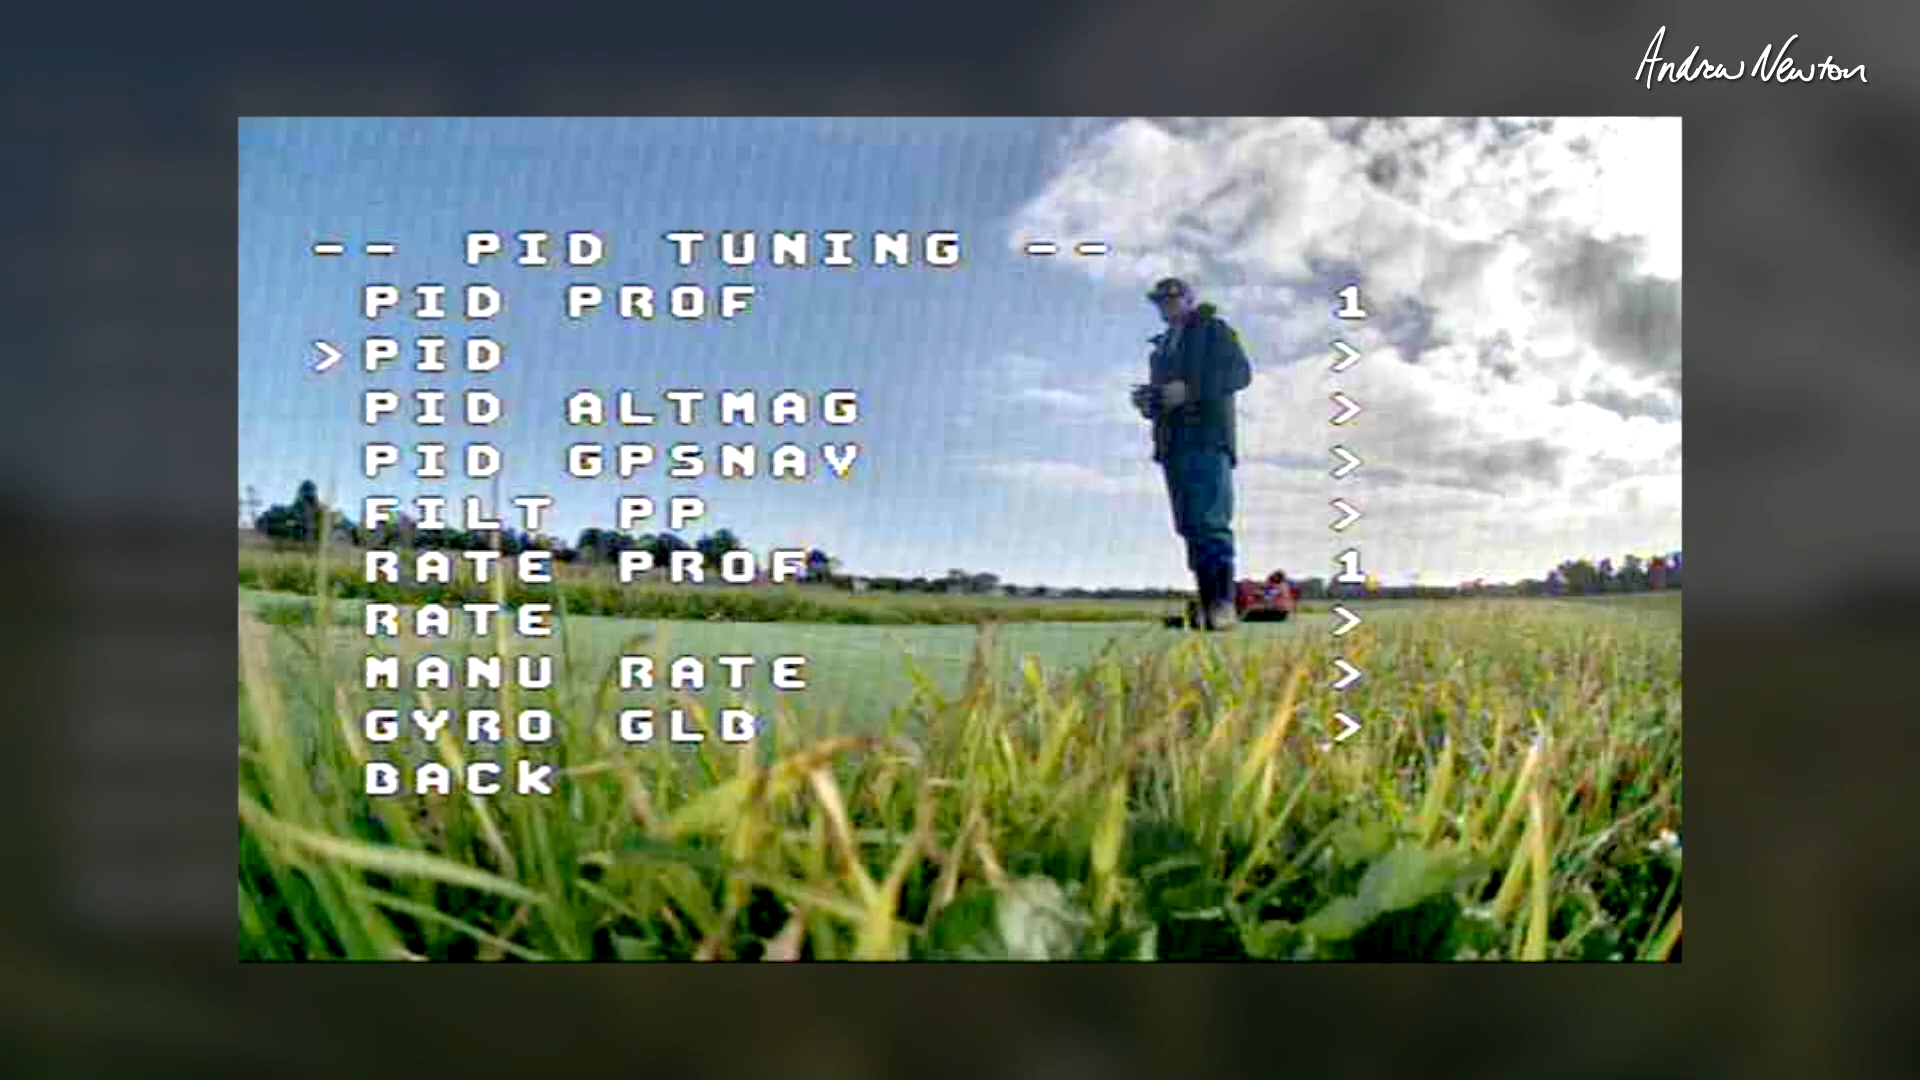 Andrew Newton
-- PID TUNING --
PID PROF 1
>PID >
PID ALTMAG >
PID GPSNAV >
FILT PP >
RATE PROF 1
RATE >
MANU RATE >
GYRO GLB >
BACK